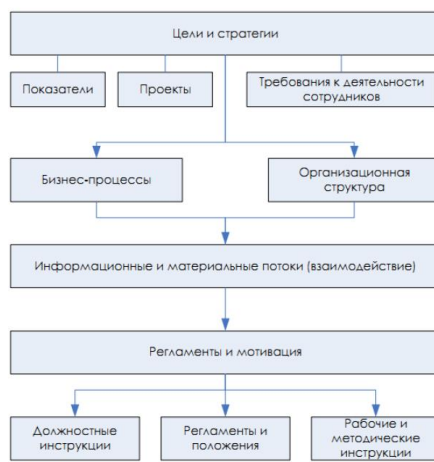 Цели и стратегии
Показатели
Проекты
Требования к деятельности
сотрудников
Бизнес-процессы
Организационная
структура
Информационные и материальные потоки (взаимодействие)
Регламенты и мотивация
Должностные
инструкции
Регламенты и
положения
Рабочие и
методические
инструкции